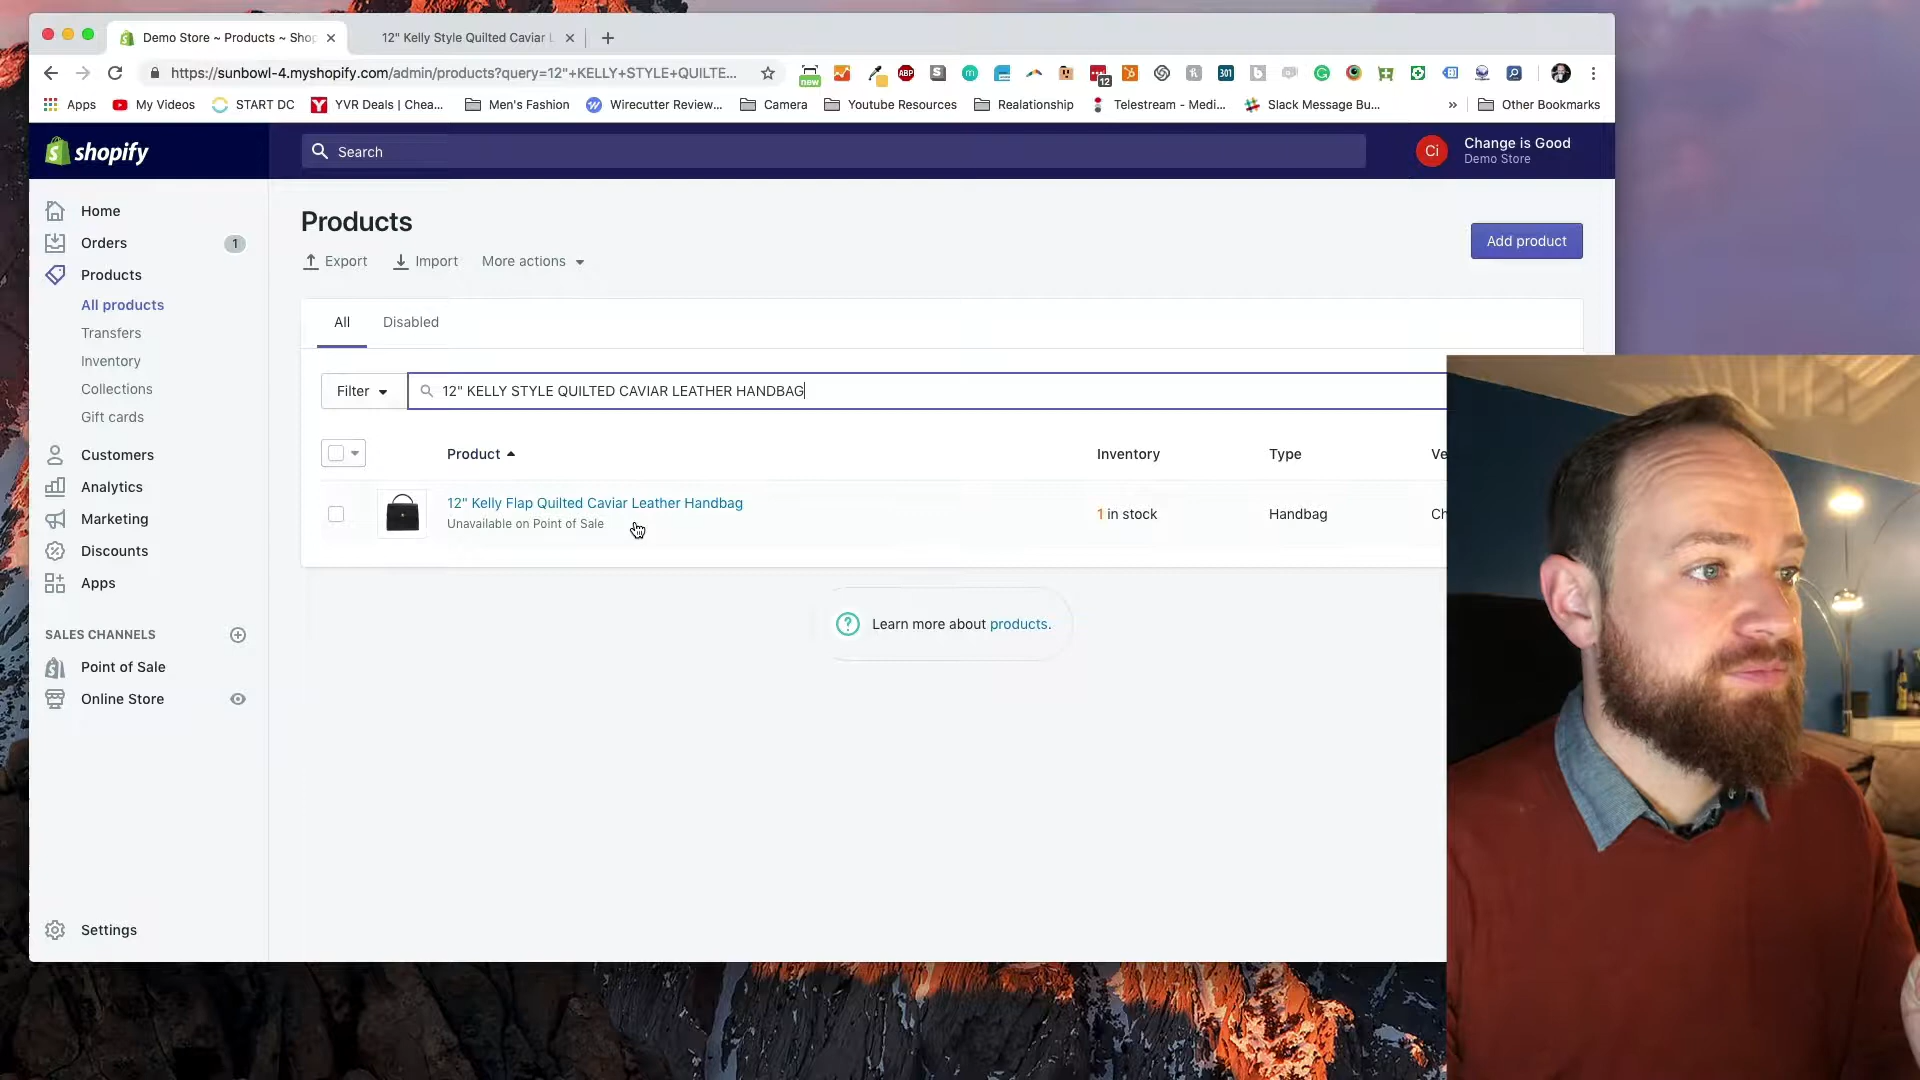 Demo Store ~ Products ~ Shop
12" Kelly Style Quilted Caviar L
https://sunbowl-4.myshopify.com/admin/products?query=12"+KELLY+STYLE+QUILTE...
new
ABP
12
301
Apps
My Videos
START DC
YVR Deals | Chea...
Men's Fashion
Wirecutter Review...
Camera
Youtube Resources
Realationship
Telestream - Medi...
Slack Message Bu...
»
Other Bookmarks
shopify
Search
Ci
Change is Good
Demo Store
Home
Orders
1
Products
All products
Transfers
Inventory
Collections
Gift cards
Customers
Analytics
Marketing
Discounts
Apps
SALES CHANNELS
Point of Sale
Online Store
Settings
Products
Export
Import
More actions
Add product
All
Disabled
Filter
12" KELLY STYLE QUILTED CAVIAR LEATHER HANDBAG
Product
Inventory
Type
Ve
12" Kelly Flap Quilted Caviar Leather Handbag
Unavailable on Point of Sale
1 in stock
Handbag
Ch
Learn more about products.